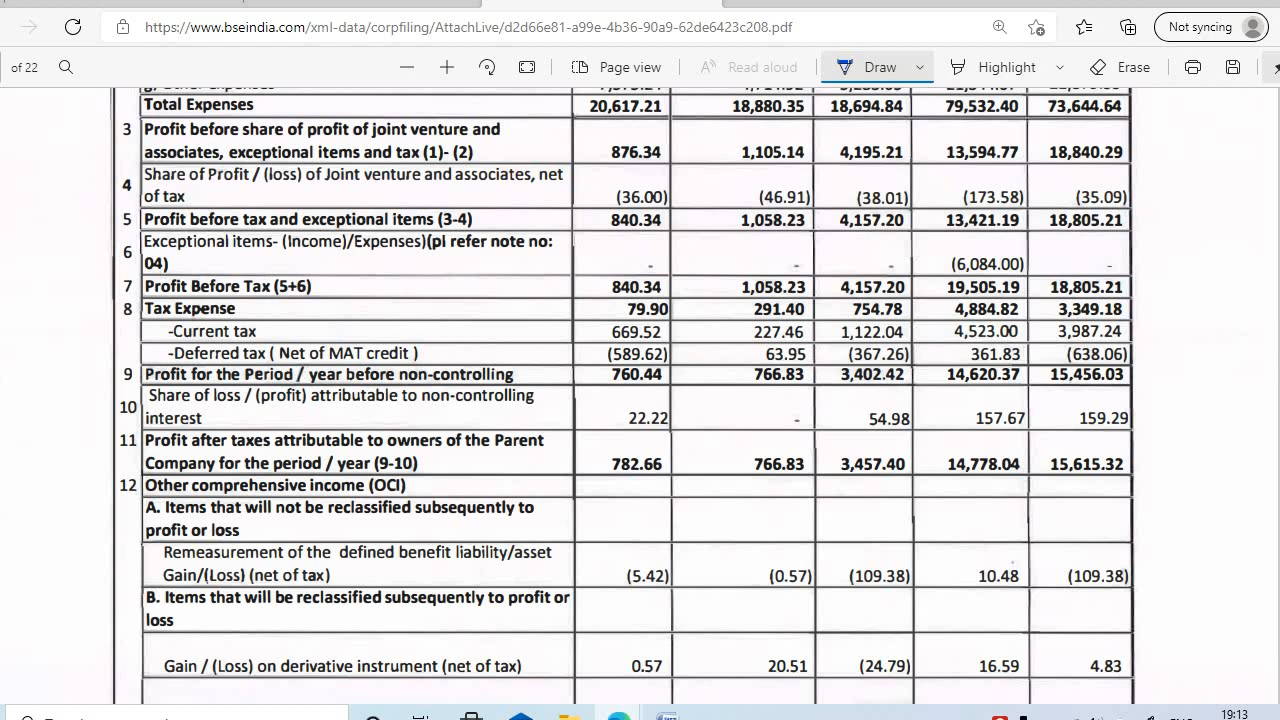 https://www.bseindia.com/xml-data/corpfiling/AttachLive/d2d66e81-a99e-4b36-90a9-62de6423c208.pdf Not syncing
of 22 Page view Read aloud Draw Highlight Erase
Total Expenses 20,617.21 18,880.35 18,694.84 79,532.40 73,644.64
3 Profit before share of profit of joint venture and
associates, exceptional items and tax (1)- (2) 876.34 1,105.14 4,195.21 13,594.77 18,840.29
Share of Profit / (loss) of Joint venture and associates, net
4 of tax (36.00) (46.91) (38.01) (173.58) (35.09)
5 Profit before tax and exceptional items (3-4) 840.34 1,058.23 4,157.20 13,421.19 18,805.21
Exceptional items- (Income)/Expenses)(pl refer note no:
6 04) - - - (6,084.00) -
7 Profit Before Tax (5+6) 840.34 1,058.23 4,157.20 19,505.19 18,805.21
8 Tax Expense 79.90 291.40 754.78 4,884.82 3,349.18
-Current tax 669.52 227.46 1,122.04 4,523.00 3,987.24
-Deferred tax ( Net of MAT credit ) (589.62) 63.95 (367.26) 361.83 (638.06)
9 Profit for the Period / year before non-controlling 760.44 766.83 3,402.42 14,620.37 15,456.03
Share of loss / (profit) attributable to non-controlling
10 interest 22.22 - 54.98 157.67 159.29
11 Profit after taxes attributable to owners of the Parent
Company for the period / year (9-10) 782.66 766.83 3,457.40 14,778.04 15,615.32
12 Other comprehensive income (OCI)
A. Items that will not be reclassified subsequently to
profit or loss
Remeasurement of the defined benefit liability/asset
Gain/(Loss) (net of tax) (5.42) (0.57) (109.38) 10.48 (109.38)
B. Items that will be reclassified subsequently to profit or
loss
Gain / (Loss) on derivative instrument (net of tax) 0.57 20.51 (24.79) 16.59 4.83
19:13